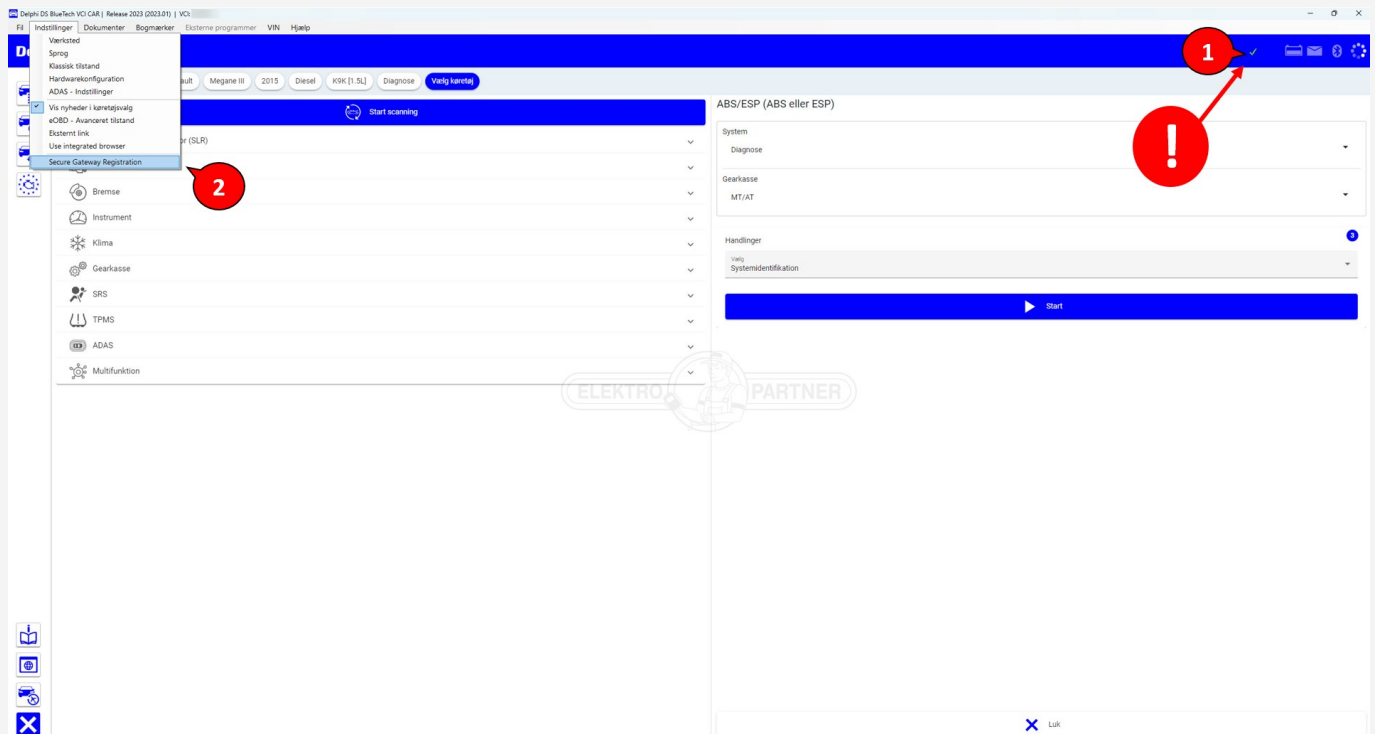 Delphi DS BlueTech VCI CAR | Release 2023 (2023.01) | VCI:
Fil Indstillinger Dokumenter Bogmærker Eksterne programmer VIN Hjælp
Værksted
Sprog
Klassisk tilstand
Hardwarekonfiguration
ADAS - Indstillinger
Vis nyheder i køretøjsvalg
eOBD - Avanceret tilstand
Eksternt link
Use integrated browser
Secure Gateway Registration
1
!
2
Megane III 2015 Diesel K9K [1.5L] Diagnose Vælg køretøj
Start scanning
(SLR)
Bremse
Instrument
Klima
Gearkasse
SRS
TPMS
ADAS
Multifunktion
ABS/ESP (ABS eller ESP)
System
Diagnose
Gearkasse
MT/AT
Handlinger 3
Vælg
Systemidentifikation
Start
ELEKTRO PARTNER
Luk